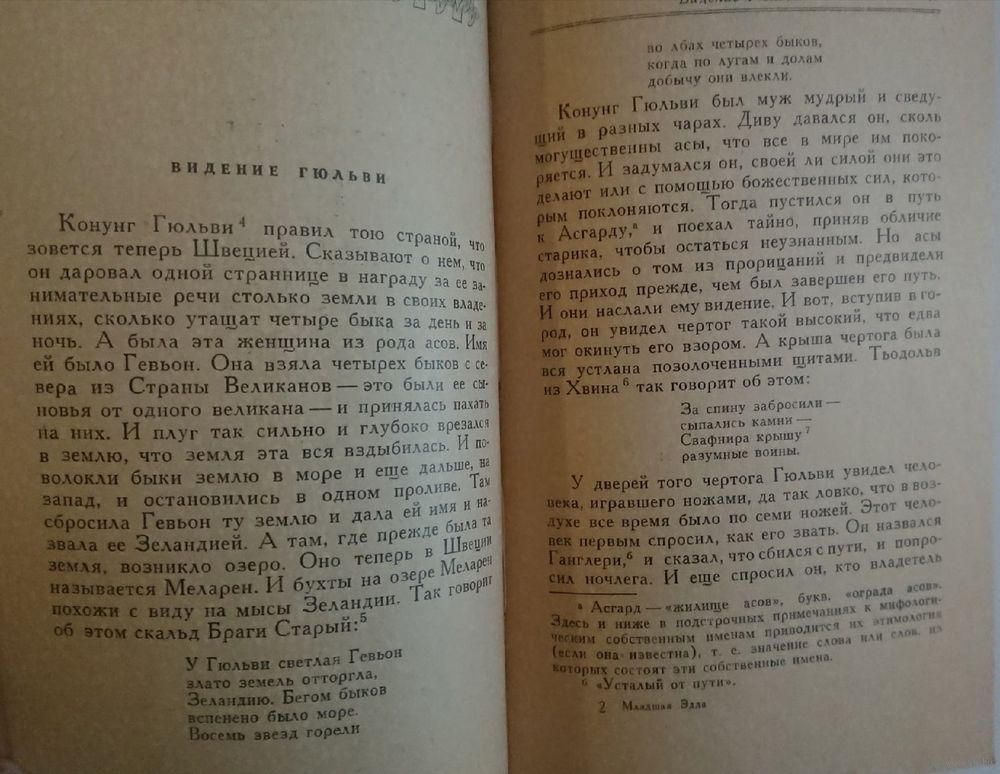 ВИДЕНИЕ ГЮЛЬВИ
Конунг Гюльви⁴ правил тою страной, что
зовется теперь Швецией. Сказывают о нем, что
он даровал одной страннице в награду за ее за-
нимательные речи столько земли в своих владе-
ниях, сколько утащат четыре быка за день и за
ночь. А была эта женщина из рода асов. Имя
ей было Гевьон. Она взяла четырех быков с се-
вера из Страны Великанов — это были ее сы-
новья от одного великана — и принялась пахать
на них. И плуг так сильно и глубоко врезался
в землю, что земля эта вся вздыбилась. И по-
волокли быки землю в море и еще дальше, на
запад, и остановились в одном проливе. Там
сбросила Гевьон ту землю и дала ей имя и на-
звала ее Зеландией. А там, где прежде была та
земля, возникло озеро. Оно теперь в Швеции
называется Меларен. И бухты на озере Меларен
похожи с виду на мысы Зеландии. Так говорит
об этом скальд Браги Старый:⁵
У Гюльви светлая Гевьон
злато земель отторгла,
Зеландию. Бегом быков
вспенено было море.
Восемь звезд горели
во лбах четырех быков,
когда по лугам и долам
добычу они влекли.
Конунг Гюльви был муж мудрый и сведу-
щий в разных чарах. Диву давался он, сколь
могущественны асы, что все в мире им поко-
ряется. И задумался он, своей ли силой они это
делают или с помощью божественных сил, кото-
рым поклоняются. Тогда пустился он в путь
к Асгарду,ᵃ и поехал тайно, приняв обличие
старика, чтобы остаться неузнанным. Но асы
дознались о том из прорицаний и предвидели
его приход прежде, чем был завершен его путь.
И они наслали ему видение. И вот, вступив в го-
род, он увидел чертог такой высокий, что едва
мог окинуть его взором. А крыша чертога была
вся устлана позолоченными щитами. Тьодольв
из Хвина⁶ так говорит об этом:
За спину забросили —
сыпались камни —
Свафнира крышу⁷
разумные воины.
У дверей того чертога Гюльви увидел чело-
века, игравшего ножами, да так ловко, что в воз-
духе все время было по семи ножей. Этот чело-
век первым спросил, как его звать. Он назвался
Ганглери,ᵇ и сказал, что сбился с пути, и попро-
сил ночлега. И еще спросил он, кто владетель
ᵃ Асгард — «жилище асов», букв. «ограда асов».
Здесь и ниже в подстрочных примечаниях к мифологи-
ческим собственным именам приводится их этимология
(если она известна), т. е. значение слова или слов, из
которых состоят эти собственные имена.
ᵇ «Усталый от пути».
2 Младшая Эдда